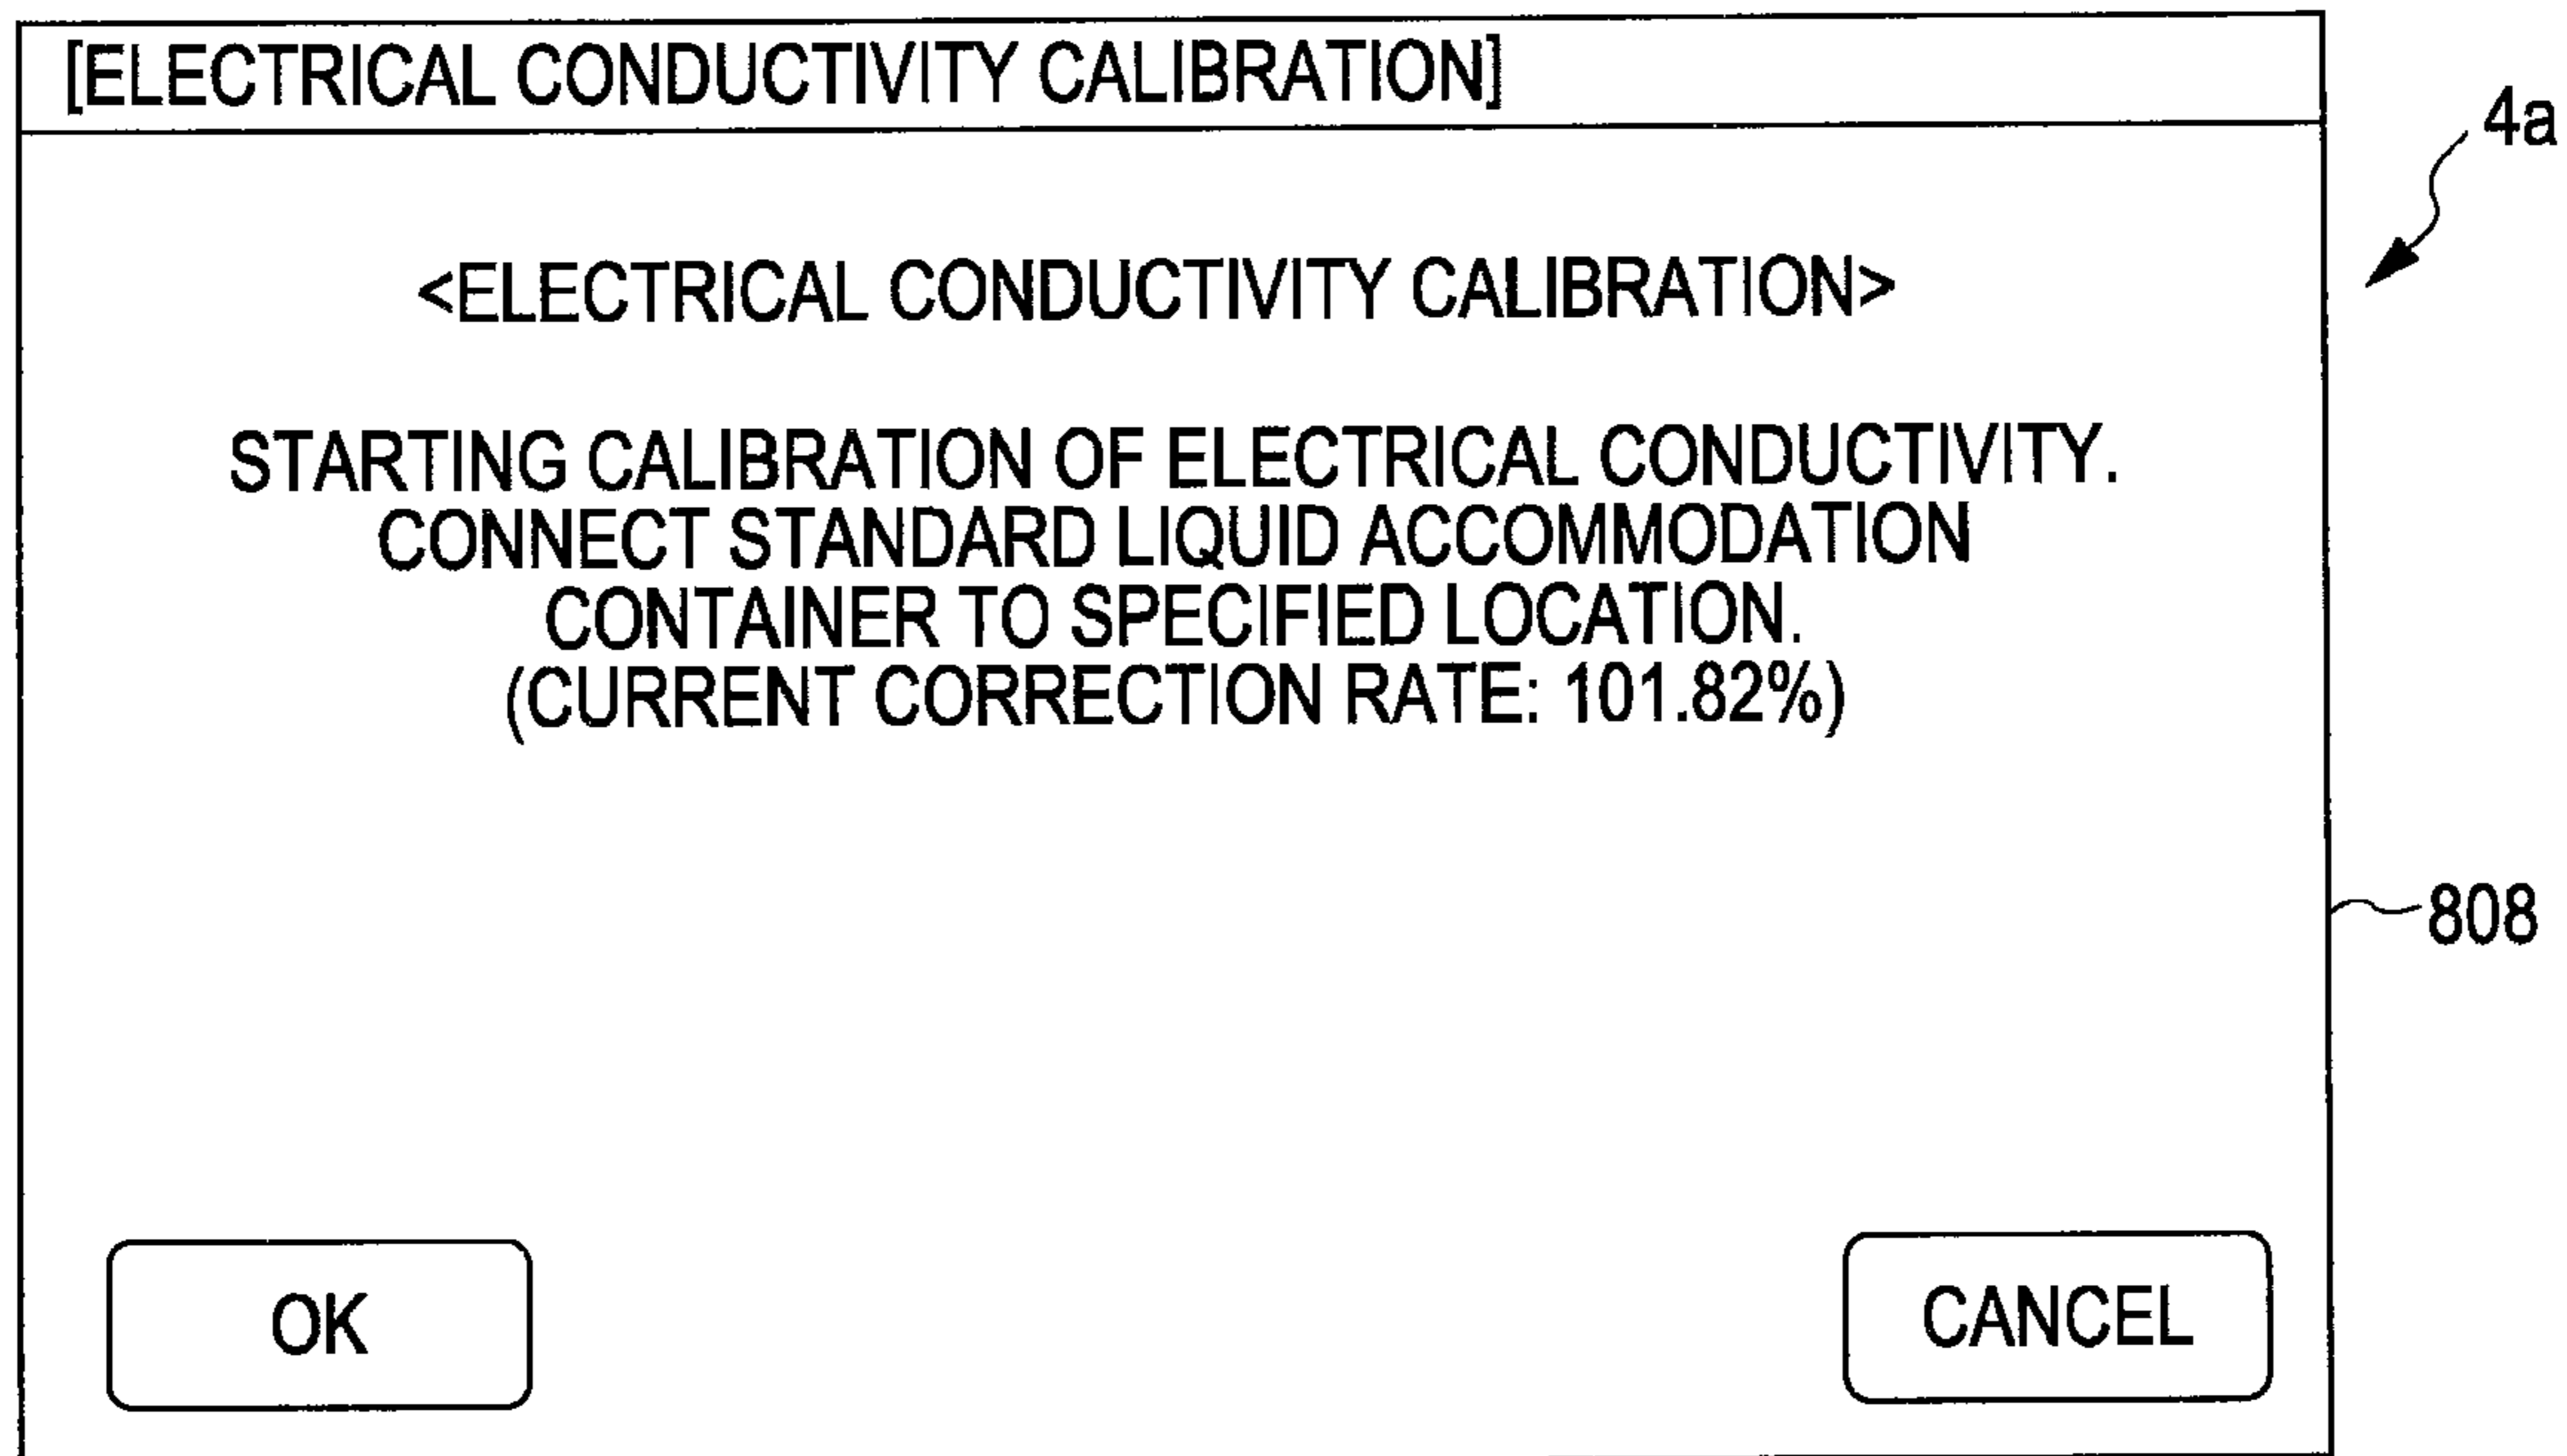 [ELECTRICAL CONDUCTIVITY CALIBRATION]
4a
<ELECTRICAL CONDUCTIVITY CALIBRATION>
STARTING CALIBRATION OF ELECTRICAL CONDUCTIVITY.
CONNECT STANDARD LIQUID ACCOMMODATION
CONTAINER TO SPECIFIED LOCATION.
(CURRENT CORRECTION RATE: 101.82%)
808
OK
CANCEL